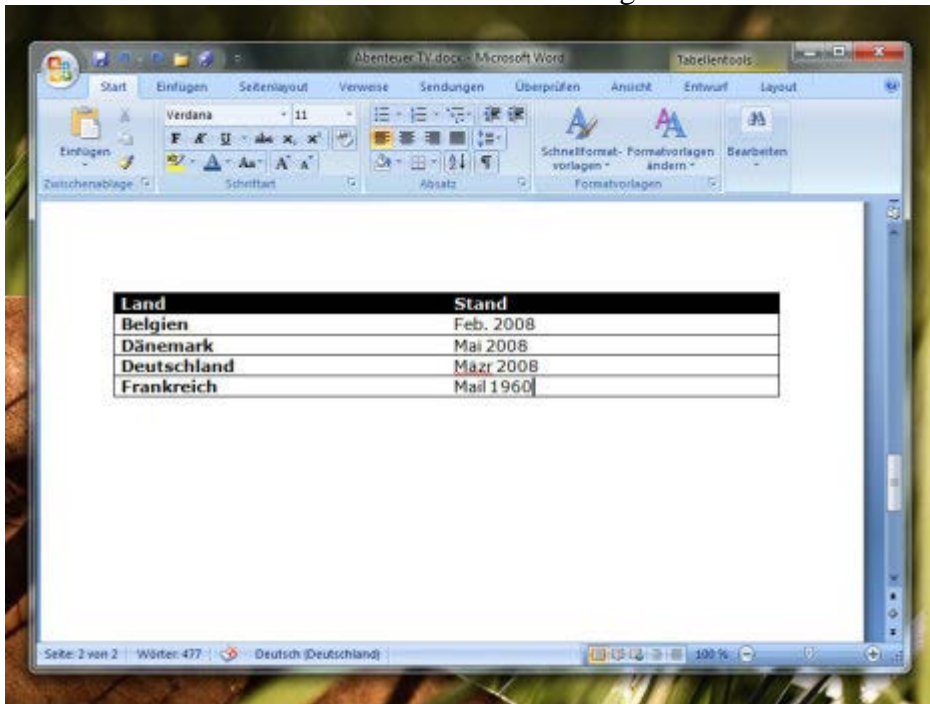 Abenteuer TV.docx - Microsoft Word
Tabellentools
Start Einfügen Seitenlayout Verweise Sendungen Überprüfen Ansicht Entwurf Layout
Verdana 11
Einfügen
Schnellformat-vorlagen
Formatvorlagen ändern
Bearbeiten
Zwischenablage Schriftart Absatz Formatvorlagen
Land Stand
Belgien Feb. 2008
Dänemark Mai 2008
Deutschland Mäzr 2008
Frankreich Mail 1960
Seite: 2 von 2 Wörter: 477 Deutsch (Deutschland) 100 %